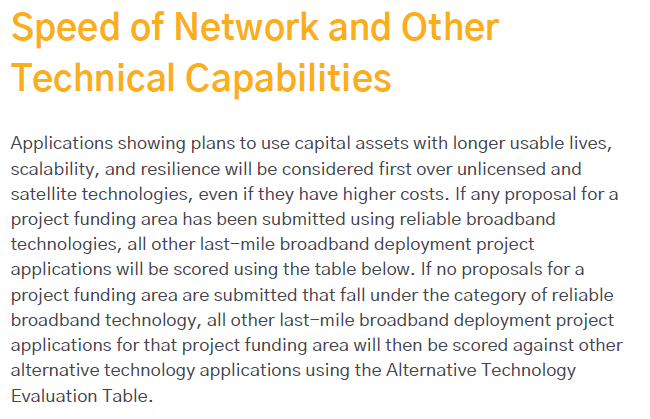 Speed of Network and Other
Technical Capabilities
Applications showing plans to use capital assets with longer usable lives,
scalability, and resilience will be considered first over unlicensed and
satellite technologies, even if they have higher costs. If any proposal for a
project funding area has been submitted using reliable broadband
technologies, all other last-mile broadband deployment project
applications will be scored using the table below. If no proposals for a
project funding area are submitted that fall under the category of reliable
broadband technology, all other last-mile broadband deployment project
applications for that project funding area will then be scored against other
alternative technology applications using the Alternative Technology
Evaluation Table.